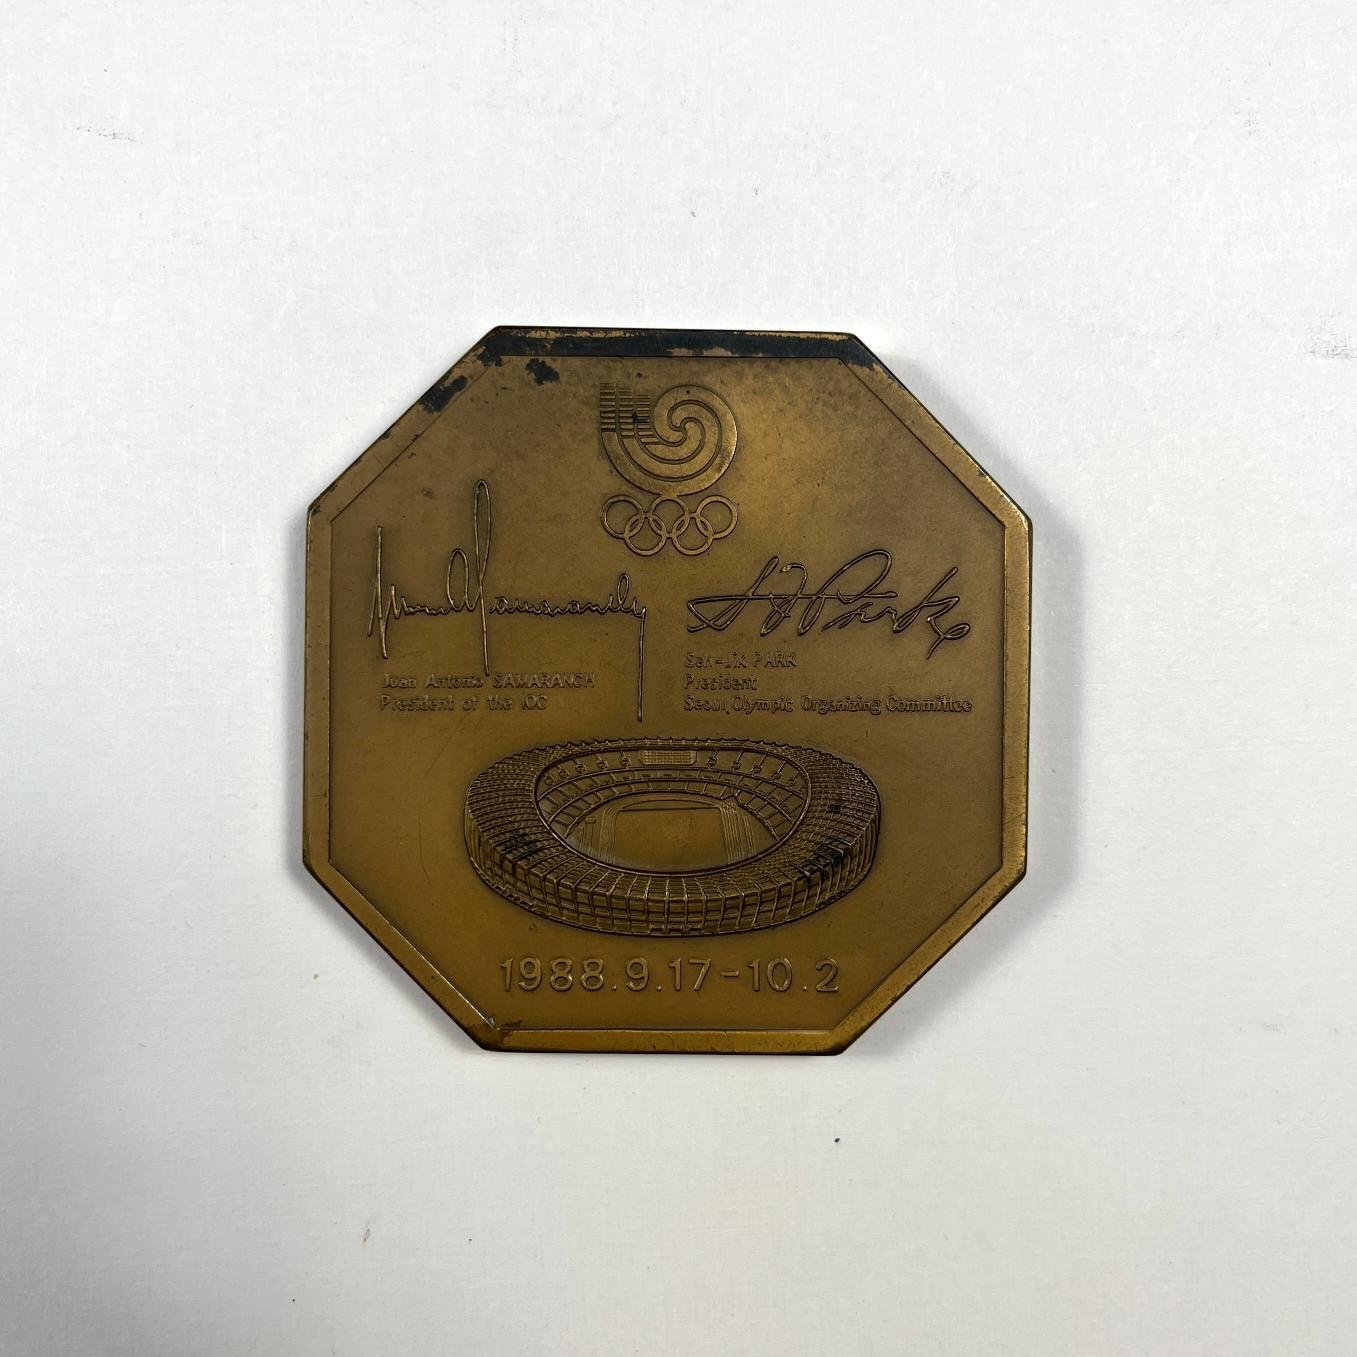 Juan Antonio SAMARANCH
President of the IOC
Seh-Jik PARK
President
Seoul Olympic Organizing Committee
1988.9.17-10.2